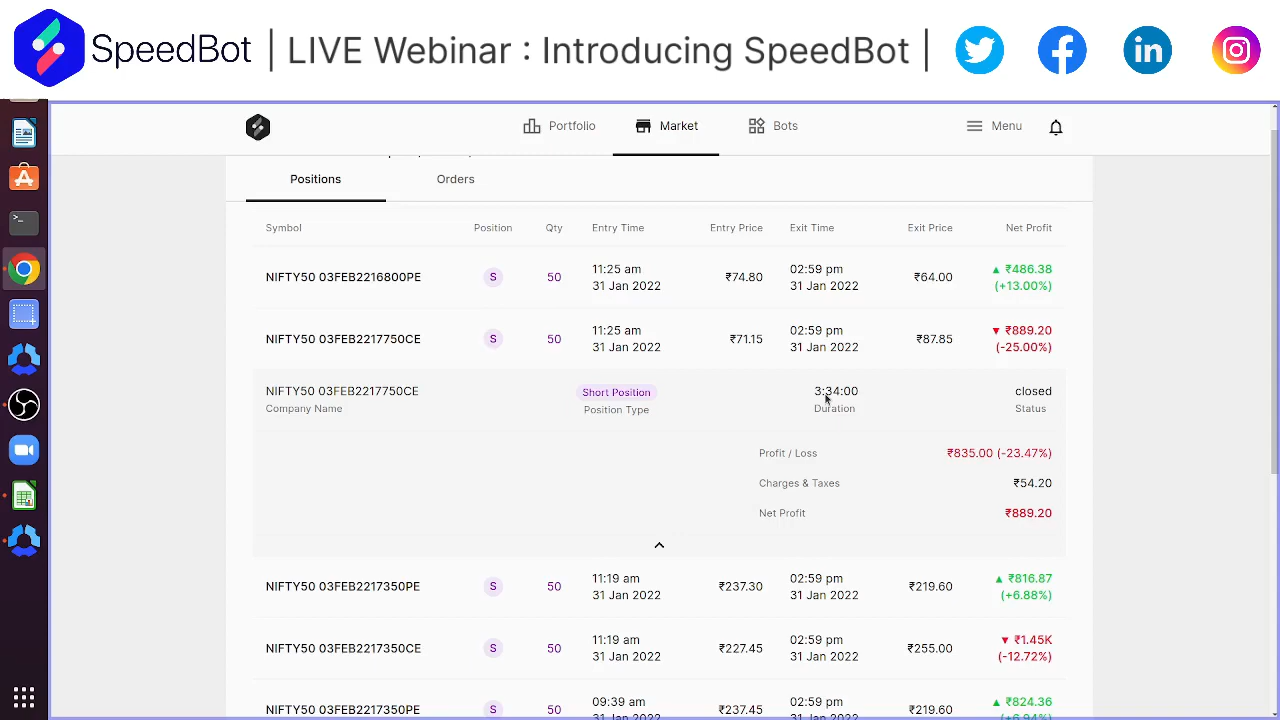 SpeedBot | LIVE Webinar : Introducing SpeedBot |
Portfolio Market Bots Menu
Positions Orders
Symbol Position Qty Entry Time Entry Price Exit Time Exit Price Net Profit
NIFTY50 03FEB2216800PE S 50 11:25 am ₹74.80 02:59 pm ₹64.00 ▲ ₹486.38
31 Jan 2022 31 Jan 2022 (+13.00%)
NIFTY50 03FEB2217750CE S 50 11:25 am ₹71.15 02:59 pm ₹87.85 ▼ ₹889.20
31 Jan 2022 31 Jan 2022 (-25.00%)
NIFTY50 03FEB2217750CE Short Position 3:34:00 closed
Company Name Position Type Duration Status
Profit / Loss ₹835.00 (-23.47%)
Charges & Taxes ₹54.20
Net Profit ₹889.20
NIFTY50 03FEB2217350PE S 50 11:19 am ₹237.30 02:59 pm ₹219.60 ▲ ₹816.87
31 Jan 2022 31 Jan 2022 (+6.88%)
NIFTY50 03FEB2217350CE S 50 11:19 am ₹227.45 02:59 pm ₹255.00 ▼ ₹1.45K
31 Jan 2022 31 Jan 2022 (-12.72%)
NIFTY50 03FEB2217350PE S 50 09:39 am ₹237.45 02:59 pm ₹219.60 ▲ ₹824.36
31 Jan 2022 31 Jan 2022 (+6.94%)